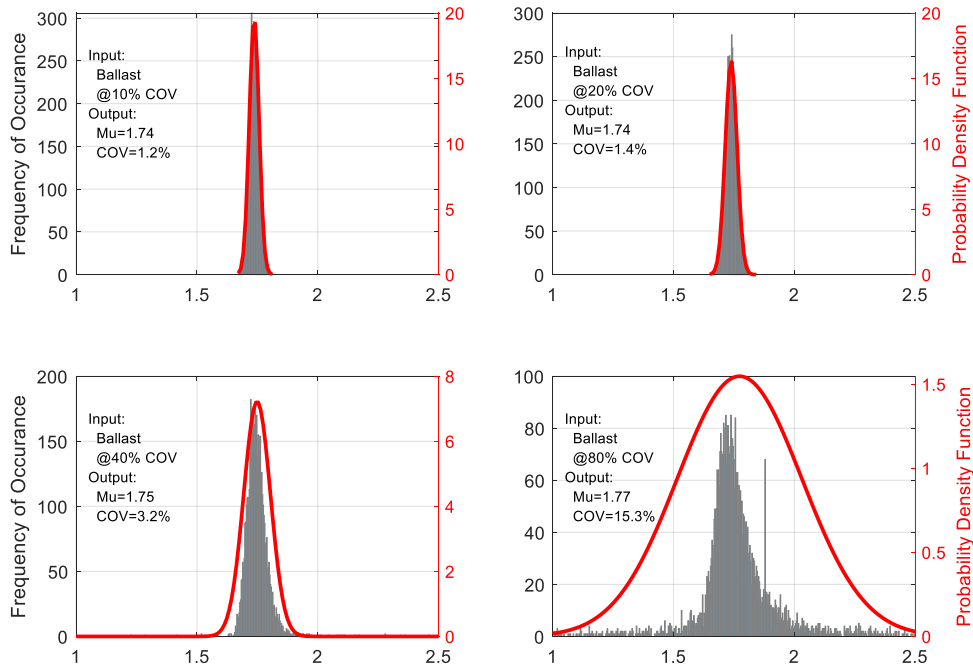 Frequency of Occurance
300
250
200
150
100
50
0
Input:
Ballast
@10% COV
Output:
Mu=1.74
COV=1.2%
20
15
10
5
0
1
1.5
2
2.5
300
250
200
150
100
50
0
Input:
Ballast
@20% COV
Output:
Mu=1.74
COV=1.4%
20
15
10
5
0
Probability Density Function
1
1.5
2
2.5
Frequency of Occurance
200
150
100
50
0
Input:
Ballast
@40% COV
Output:
Mu=1.75
COV=3.2%
8
6
4
2
0
1
1.5
2
2.5
100
80
60
40
20
0
Input:
Ballast
@80% COV
Output:
Mu=1.77
COV=15.3%
1.5
1
0.5
0
Probability Density Function
1
1.5
2
2.5